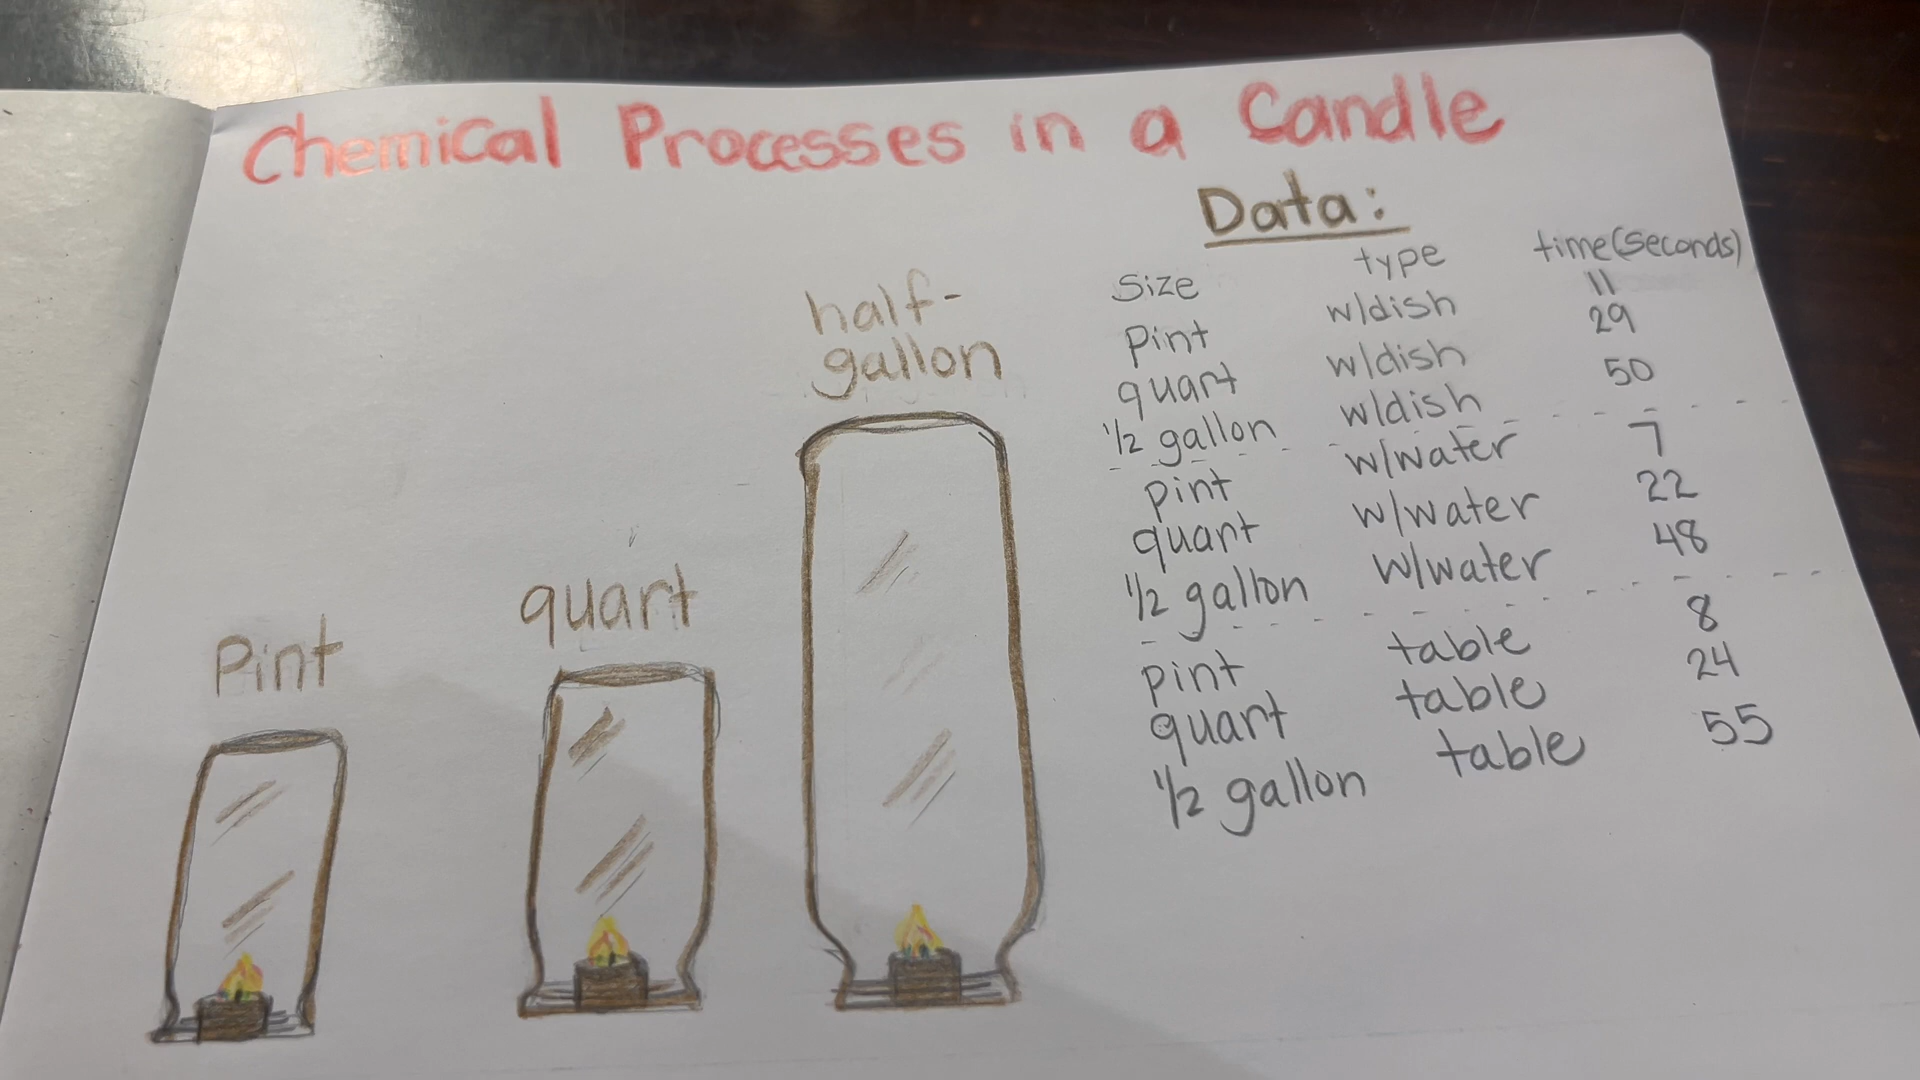 Chemical Processes in a Candle
Data:
Size type time(seconds)
Pint w/dish 11
quart w/dish 29
1/2 gallon w/dish 50
pint w/water 7
quart w/water 22
1/2 gallon w/water 48
pint table 8
quart table 24
1/2 gallon table 55
Pint
quart
half-
gallon